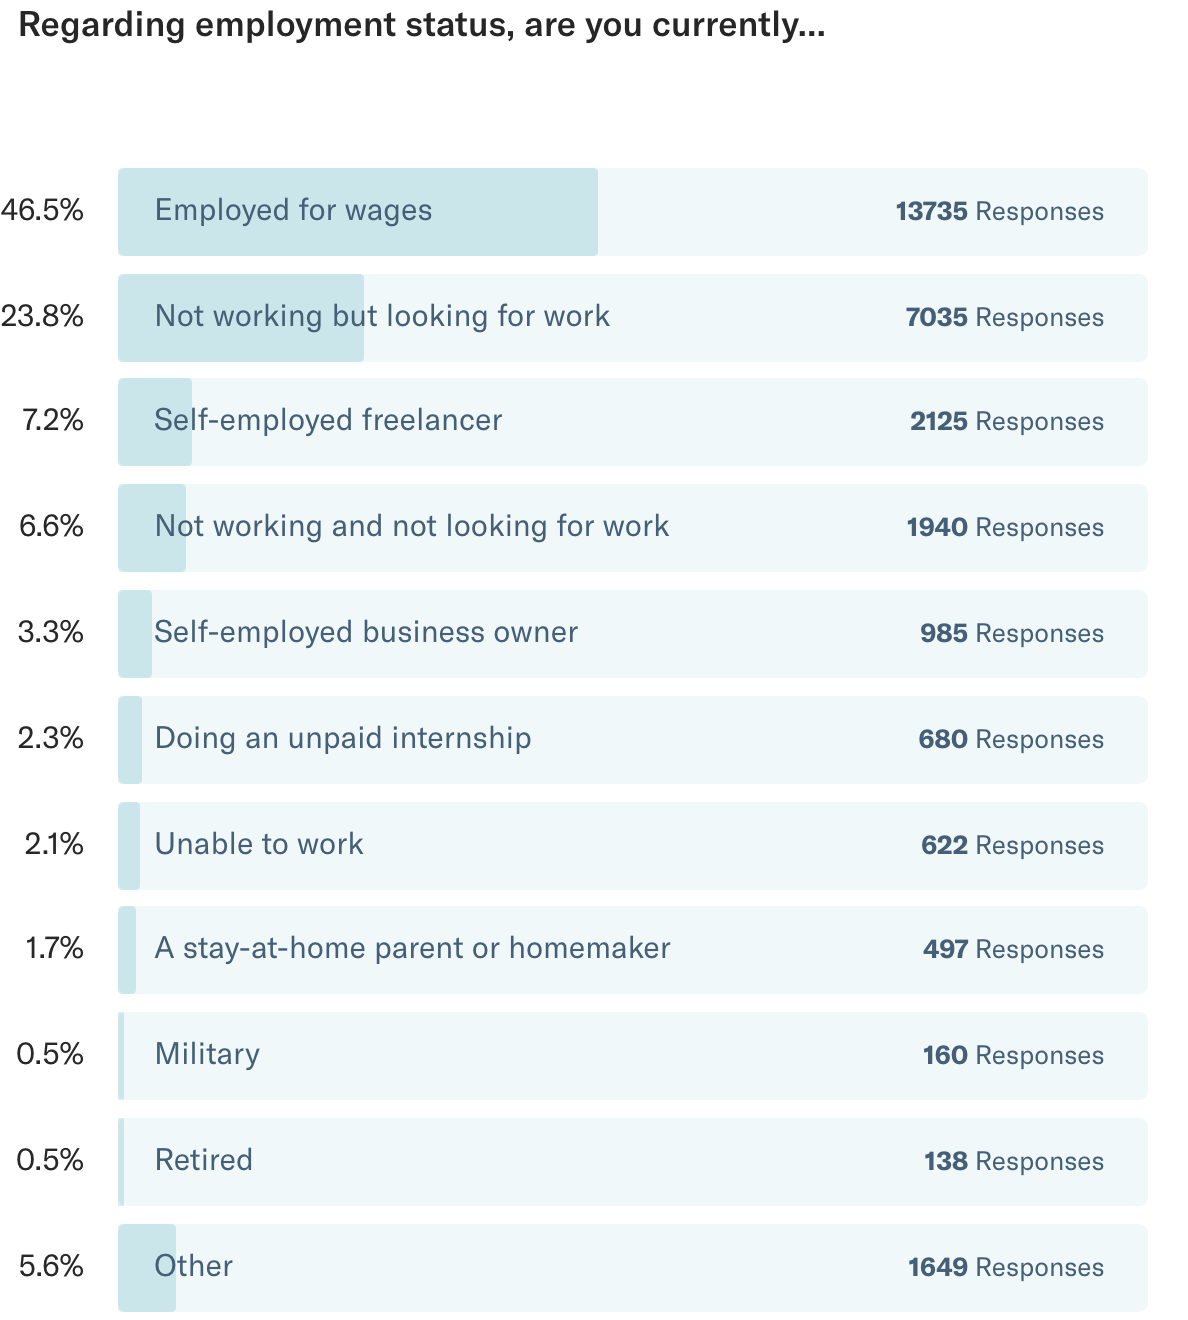 Regarding employment status, are you currently...
46.5% Employed for wages 13735 Responses
23.8% Not working but looking for work 7035 Responses
7.2% Self-employed freelancer 2125 Responses
6.6% Not working and not looking for work 1940 Responses
3.3% Self-employed business owner 985 Responses
2.3% Doing an unpaid internship 680 Responses
2.1% Unable to work 622 Responses
1.7% A stay-at-home parent or homemaker 497 Responses
0.5% Military 160 Responses
0.5% Retired 138 Responses
5.6% Other 1649 Responses